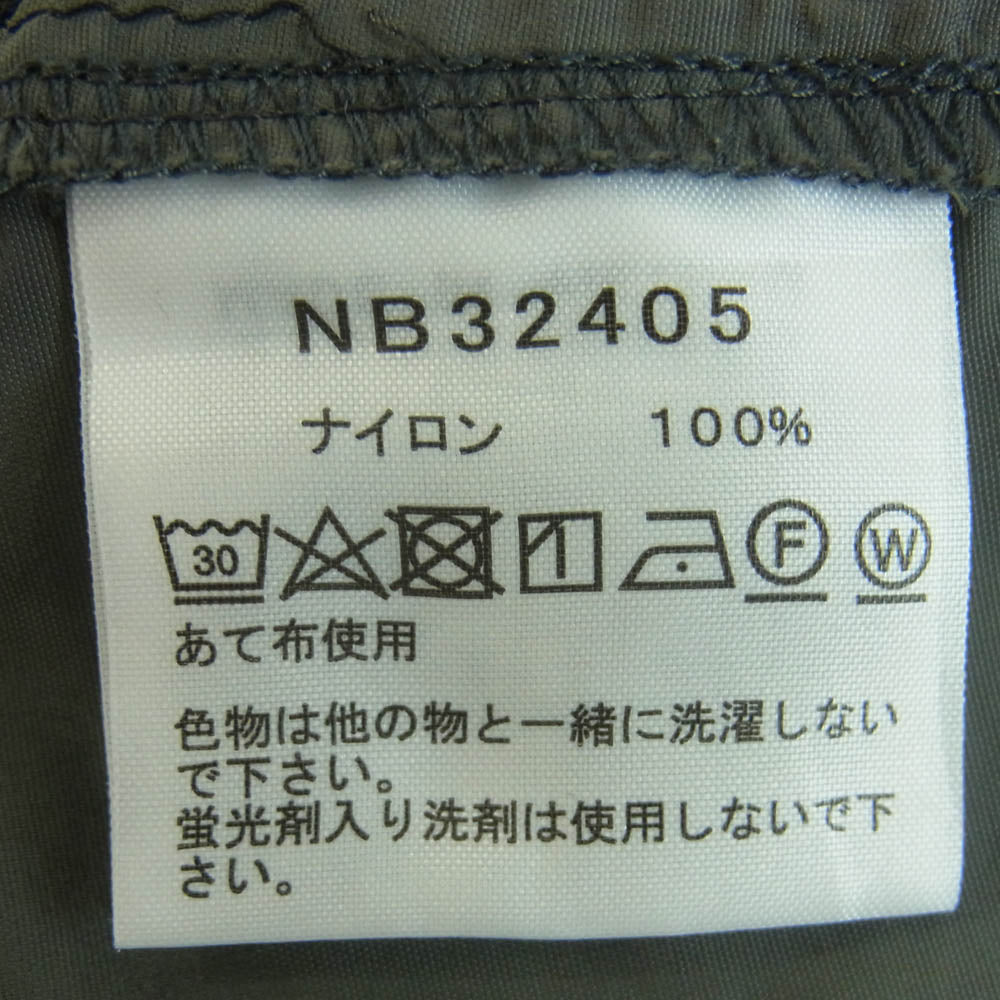 NB32405
ナイロン 100%
30 F W
あて布使用
色物は他の物と一緒に洗濯しない
で下さい。
蛍光剤入り洗剤は使用しないで下
さい。